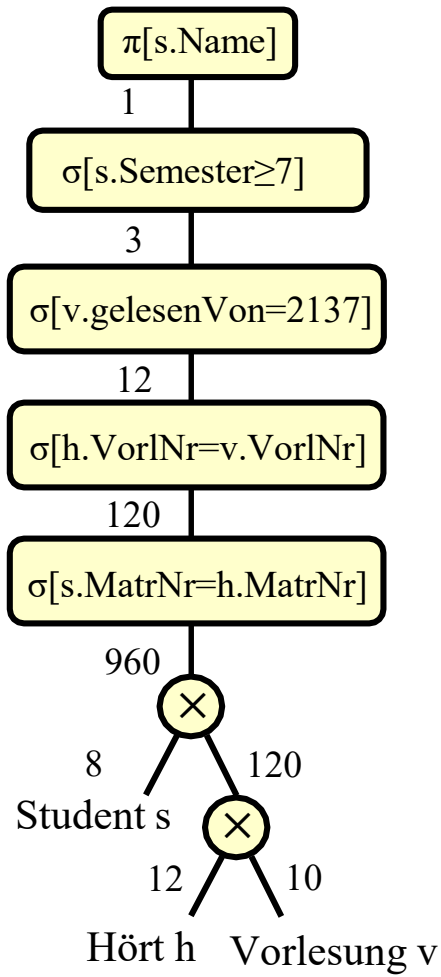 π[s.Name]
1
σ[s.Semester≥7]
3
σ[v.gelesenVon=2137]
12
σ[h.VorlNr=v.VorlNr]
120
σ[s.MatrNr=h.MatrNr]
960
×
8
120
Student s
×
12
10
Hört h
Vorlesung v